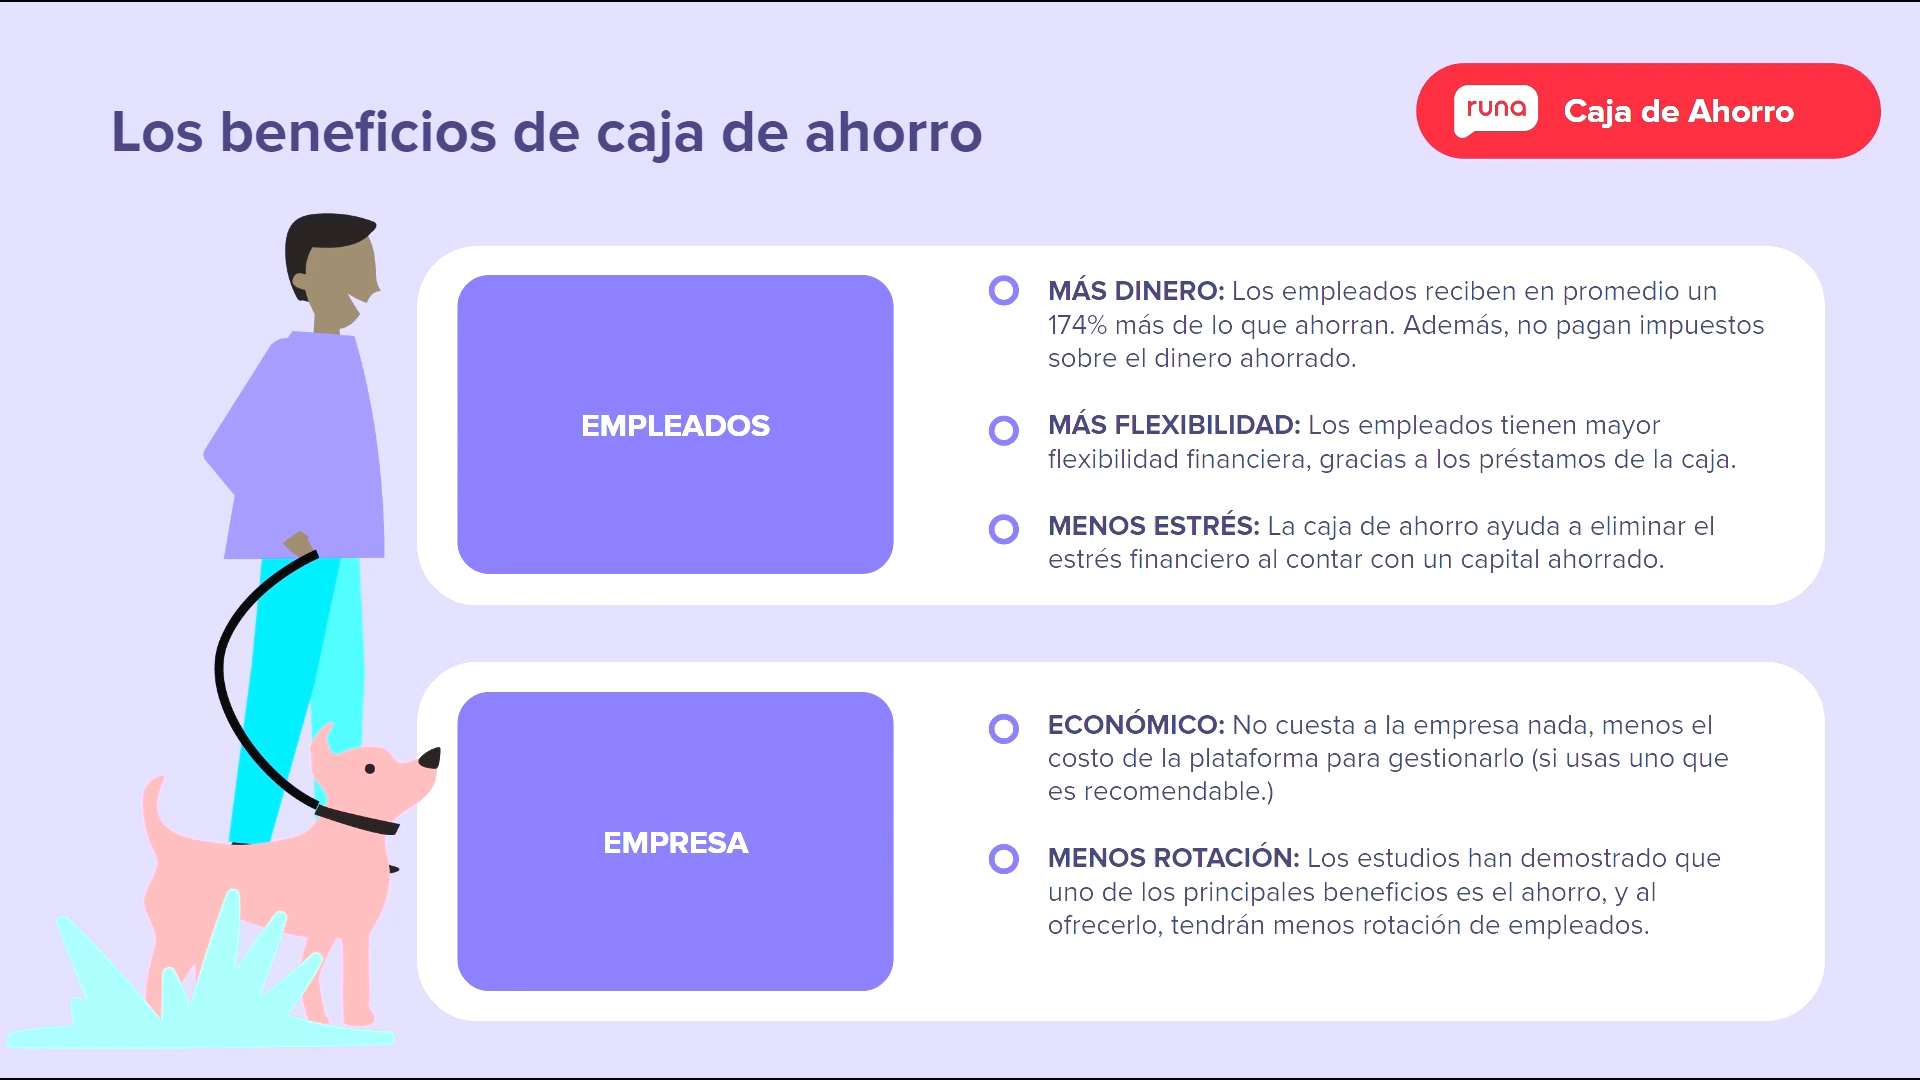 Los beneficios de caja de ahorro
runa Caja de Ahorro
EMPLEADOS
MÁS DINERO: Los empleados reciben en promedio un
174% más de lo que ahorran. Además, no pagan impuestos
sobre el dinero ahorrado.
MÁS FLEXIBILIDAD: Los empleados tienen mayor
flexibilidad financiera, gracias a los préstamos de la caja.
MENOS ESTRÉS: La caja de ahorro ayuda a eliminar el
estrés financiero al contar con un capital ahorrado.
EMPRESA
ECONÓMICO: No cuesta a la empresa nada, menos el
costo de la plataforma para gestionarlo (si usas uno que
es recomendable.)
MENOS ROTACIÓN: Los estudios han demostrado que
uno de los principales beneficios es el ahorro, y al
ofrecerlo, tendrán menos rotación de empleados.